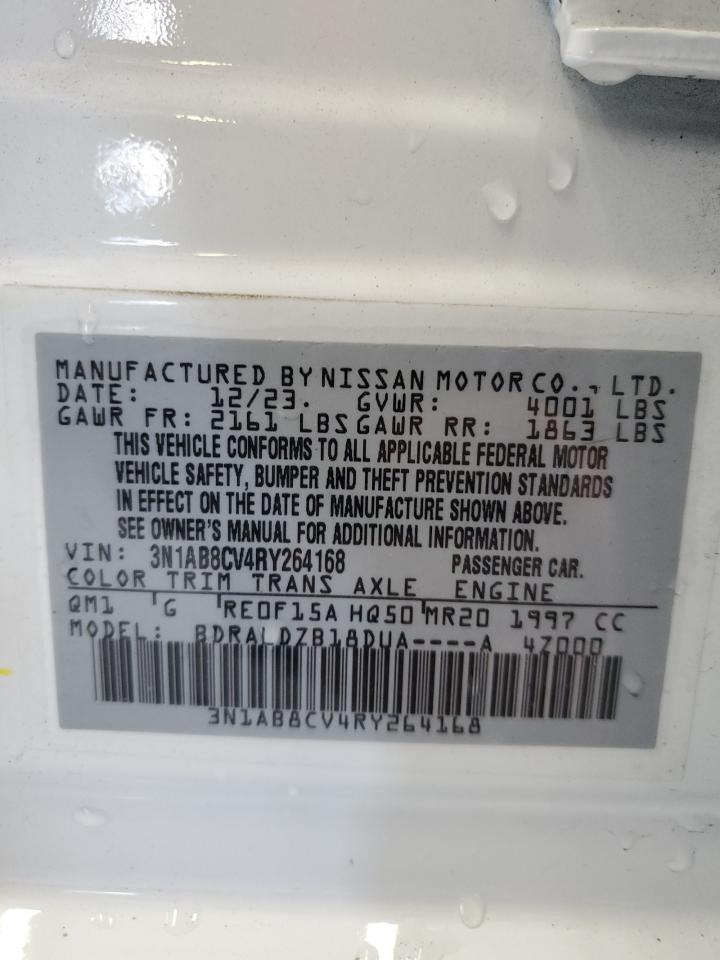 MANUFACTURED BY NISSAN MOTOR CO., LTD.
DATE: 12/23. GVWR: 4001 LBS
GAWR FR: 2161 LBS GAWR RR: 1863 LBS
THIS VEHICLE CONFORMS TO ALL APPLICABLE FEDERAL MOTOR
VEHICLE SAFETY, BUMPER AND THEFT PREVENTION STANDARDS
IN EFFECT ON THE DATE OF MANUFACTURE SHOWN ABOVE.
SEE OWNER'S MANUAL FOR ADDITIONAL INFORMATION.
VIN: 3N1AB8CV4RY264168 PASSENGER CAR.
COLOR TRIM TRANS AXLE ENGINE
QM1 G RE0F15A HQ50 MR20 1997 CC
MODEL: BDRALDZB18DUA----A 4Z000
3N1AB8CV4RY264168